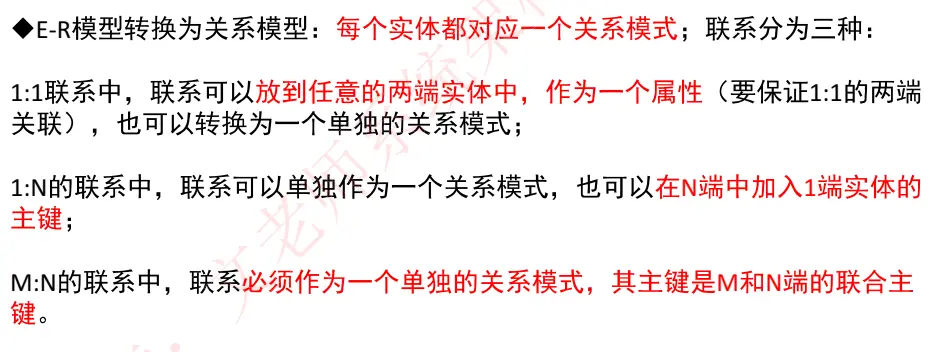 ◆E-R模型转换为关系模型：每个实体都对应一个关系模式；联系分为三种：
1:1联系中，联系可以放到任意的两端实体中，作为一个属性（要保证1:1的两端
关联），也可以转换为一个单独的关系模式；
1:N的联系中，联系可以单独作为一个关系模式，也可以在N端中加入1端实体的
主键；
M:N的联系中，联系必须作为一个单独的关系模式，其主键是M和N端的联合主
键。
文老师系统架